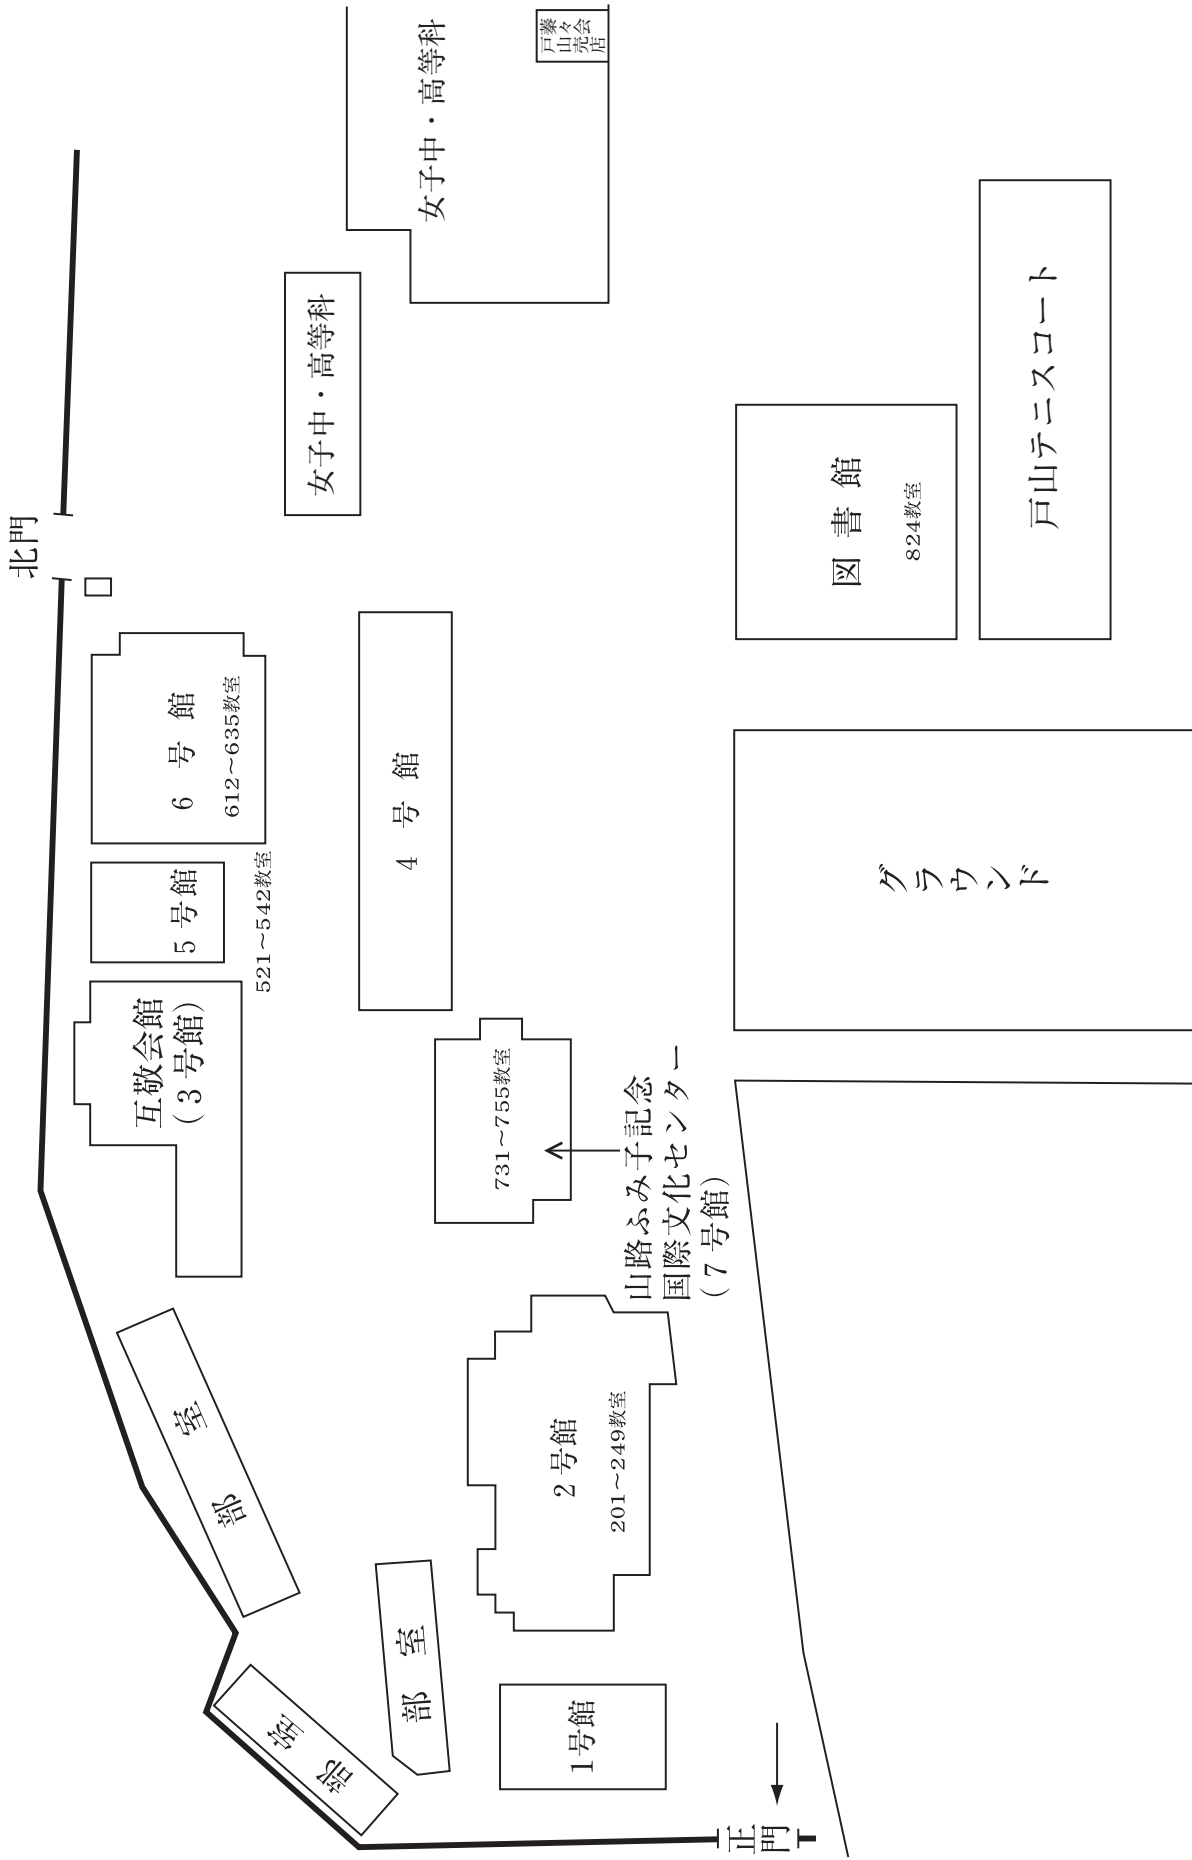 北門
互敬会館
（3 号館）
5 号館
521～542教室
6 号 館
612～635教室
女子中・高等科
女子中・高等科
蓁々会
戸山売店
部 室
部 室
部 室
4 号 館
731～755教室
山路ふみ子記念
国際文化センター
（7 号館）
2 号館
201～249教室
1号館
正門
グラウンド
図 書 館
824教室
戸山テニスコート